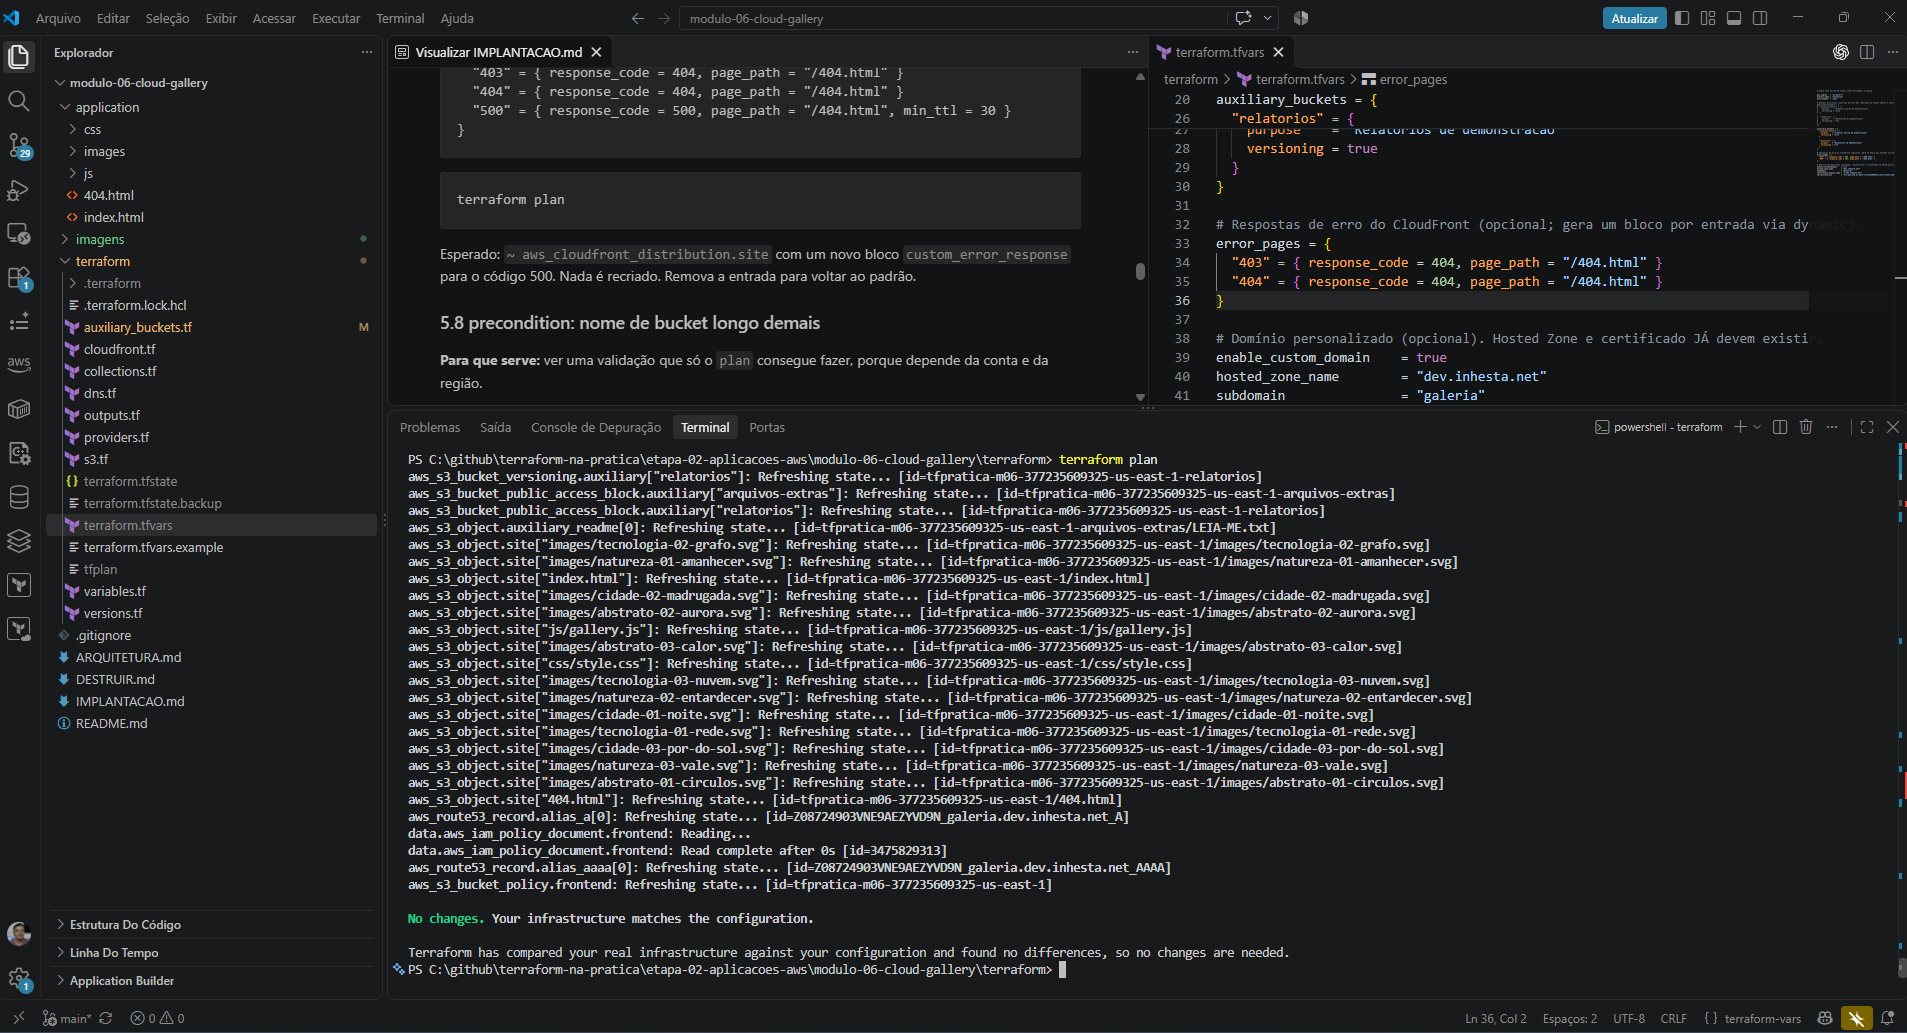 Arquivo Editar Seleção Exibir Acessar Executar Terminal Ajuda
modulo-06-cloud-gallery
Atualizar
Explorador
modulo-06-cloud-gallery
application
css
images
js
404.html
index.html
imagens
terraform
.terraform
.terraform.lock.hcl
auxiliary_buckets.tf M
cloudfront.tf
collections.tf
dns.tf
outputs.tf
providers.tf
s3.tf
terraform.tfstate
terraform.tfstate.backup
terraform.tfvars
terraform.tfvars.example
tfplan
variables.tf
versions.tf
.gitignore
ARQUITETURA.md
DESTRUIR.md
IMPLANTACAO.md
README.md
Estrutura Do Código
Linha Do Tempo
Application Builder
29
1
aws
1
Visualizar IMPLANTACAO.md
"403" = { response_code = 404, page_path = "/404.html" }
"404" = { response_code = 404, page_path = "/404.html" }
"500" = { response_code = 500, page_path = "/404.html", min_ttl = 30 }
}
terraform plan
Esperado: ~ aws_cloudfront_distribution.site com um novo bloco custom_error_response
para o código 500. Nada é recriado. Remova a entrada para voltar ao padrão.
5.8 precondition: nome de bucket longo demais
Para que serve: ver uma validação que só o plan consegue fazer, porque depende da conta e da
região.
terraform.tfvars
terraform > terraform.tfvars > error_pages
20 auxiliary_buckets = {
26 "relatorios" = {
27 purpose = "Relatorios de demonstracao"
28 versioning = true
29 }
30 }
31
32 # Respostas de erro do CloudFront (opcional; gera um bloco por entrada via dynamic).
33 error_pages = {
34 "403" = { response_code = 404, page_path = "/404.html" }
35 "404" = { response_code = 404, page_path = "/404.html" }
36 }
37
38 # Domínio personalizado (opcional). Hosted Zone e certificado JÁ devem existir.
39 enable_custom_domain = true
40 hosted_zone_name = "dev.inhesta.net"
41 subdomain = "galeria"
Problemas Saída Console de Depuração Terminal Portas
powershell - terraform
PS C:\github\terraform-na-pratica\etapa-02-aplicacoes-aws\modulo-06-cloud-gallery\terraform> terraform plan
aws_s3_bucket_versioning.auxiliary["relatorios"]: Refreshing state... [id=tfpratica-m06-377235609325-us-east-1-relatorios]
aws_s3_bucket_public_access_block.auxiliary["arquivos-extras"]: Refreshing state... [id=tfpratica-m06-377235609325-us-east-1-arquivos-extras]
aws_s3_bucket_public_access_block.auxiliary["relatorios"]: Refreshing state... [id=tfpratica-m06-377235609325-us-east-1-relatorios]
aws_s3_object.auxiliary_readme[0]: Refreshing state... [id=tfpratica-m06-377235609325-us-east-1-arquivos-extras/LEIA-ME.txt]
aws_s3_object.site["images/tecnologia-02-grafo.svg"]: Refreshing state... [id=tfpratica-m06-377235609325-us-east-1/images/tecnologia-02-grafo.svg]
aws_s3_object.site["images/natureza-01-amanhecer.svg"]: Refreshing state... [id=tfpratica-m06-377235609325-us-east-1/images/natureza-01-amanhecer.svg]
aws_s3_object.site["index.html"]: Refreshing state... [id=tfpratica-m06-377235609325-us-east-1/index.html]
aws_s3_object.site["images/cidade-02-madrugada.svg"]: Refreshing state... [id=tfpratica-m06-377235609325-us-east-1/images/cidade-02-madrugada.svg]
aws_s3_object.site["images/abstrato-02-aurora.svg"]: Refreshing state... [id=tfpratica-m06-377235609325-us-east-1/images/abstrato-02-aurora.svg]
aws_s3_object.site["js/gallery.js"]: Refreshing state... [id=tfpratica-m06-377235609325-us-east-1/js/gallery.js]
aws_s3_object.site["images/abstrato-03-calor.svg"]: Refreshing state... [id=tfpratica-m06-377235609325-us-east-1/images/abstrato-03-calor.svg]
aws_s3_object.site["css/style.css"]: Refreshing state... [id=tfpratica-m06-377235609325-us-east-1/css/style.css]
aws_s3_object.site["images/tecnologia-03-nuvem.svg"]: Refreshing state... [id=tfpratica-m06-377235609325-us-east-1/images/tecnologia-03-nuvem.svg]
aws_s3_object.site["images/natureza-02-entardecer.svg"]: Refreshing state... [id=tfpratica-m06-377235609325-us-east-1/images/natureza-02-entardecer.svg]
aws_s3_object.site["images/cidade-01-noite.svg"]: Refreshing state... [id=tfpratica-m06-377235609325-us-east-1/images/cidade-01-noite.svg]
aws_s3_object.site["images/tecnologia-01-rede.svg"]: Refreshing state... [id=tfpratica-m06-377235609325-us-east-1/images/tecnologia-01-rede.svg]
aws_s3_object.site["images/cidade-03-por-do-sol.svg"]: Refreshing state... [id=tfpratica-m06-377235609325-us-east-1/images/cidade-03-por-do-sol.svg]
aws_s3_object.site["images/natureza-03-vale.svg"]: Refreshing state... [id=tfpratica-m06-377235609325-us-east-1/images/natureza-03-vale.svg]
aws_s3_object.site["images/abstrato-01-circulos.svg"]: Refreshing state... [id=tfpratica-m06-377235609325-us-east-1/images/abstrato-01-circulos.svg]
aws_s3_object.site["404.html"]: Refreshing state... [id=tfpratica-m06-377235609325-us-east-1/404.html]
aws_route53_record.alias_a[0]: Refreshing state... [id=Z08724903VNE9AEZYVD9N_galeria.dev.inhesta.net_A]
data.aws_iam_policy_document.frontend: Reading...
data.aws_iam_policy_document.frontend: Read complete after 0s [id=3475829313]
aws_route53_record.alias_aaaa[0]: Refreshing state... [id=Z08724903VNE9AEZYVD9N_galeria.dev.inhesta.net_AAAA]
aws_s3_bucket_policy.frontend: Refreshing state... [id=tfpratica-m06-377235609325-us-east-1]
No changes. Your infrastructure matches the configuration.
Terraform has compared your real infrastructure against your configuration and found no differences, so no changes are needed.
PS C:\github\terraform-na-pratica\etapa-02-aplicacoes-aws\modulo-06-cloud-gallery\terraform>
main* 0 0
Ln 36, Col 2 Espaços: 2 UTF-8 CRLF { } terraform-vars